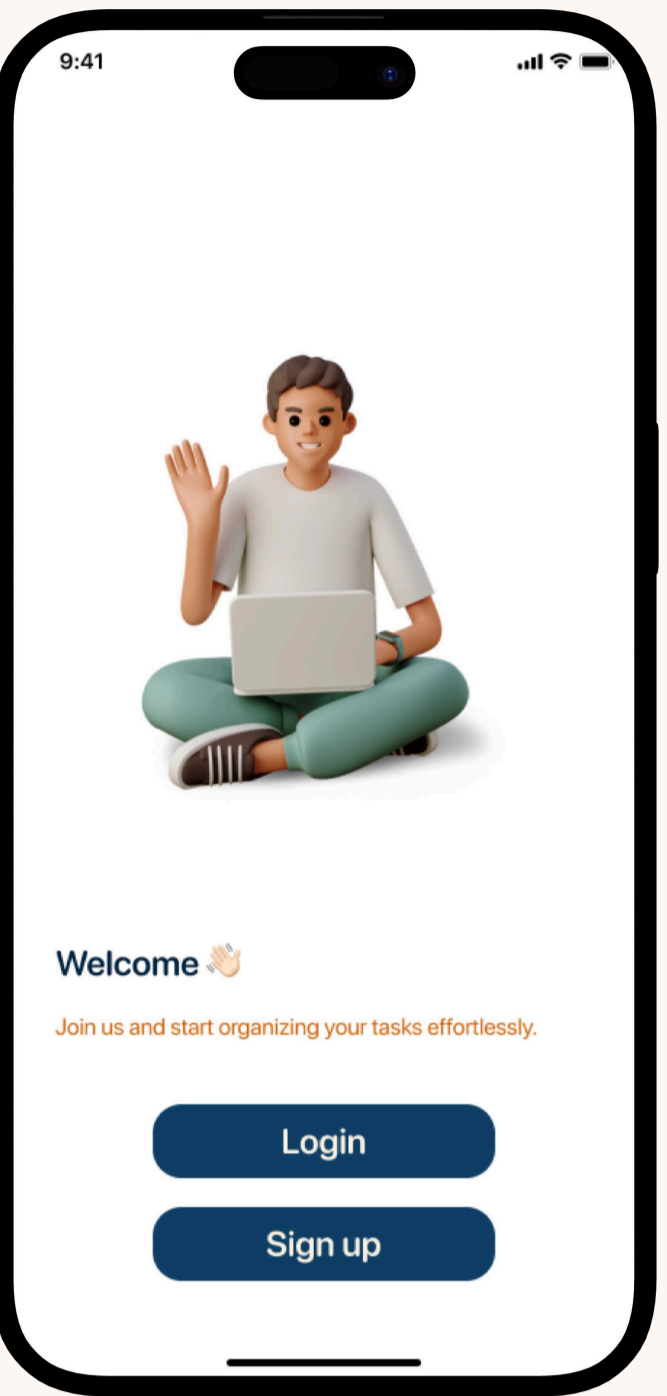 9:41
Welcome 👋🏻
Join us and start organizing your tasks effortlessly.
Login
Sign up